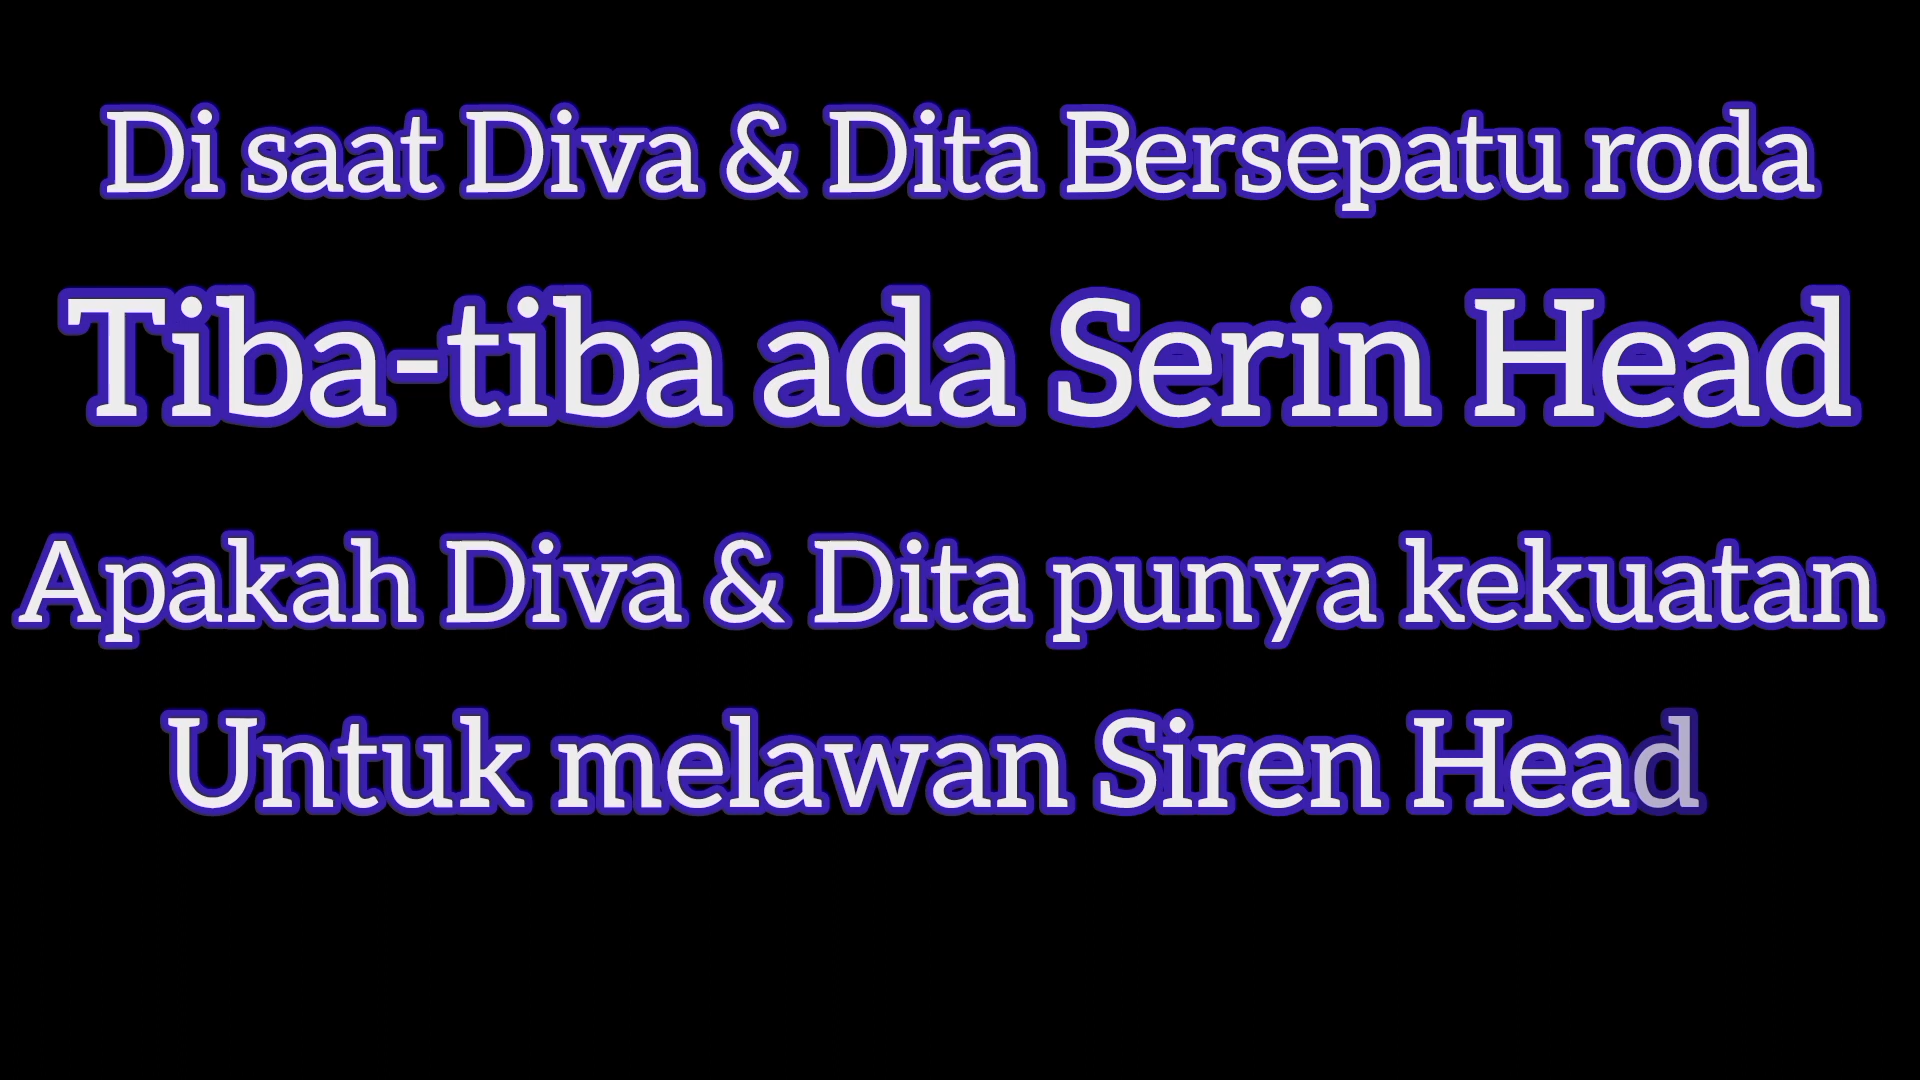 Di saat Diva & Dita Bersepatu roda
Tiba-tiba ada Serin Head
Apakah Diva & Dita punya kekuatan
Untuk melawan Siren Head